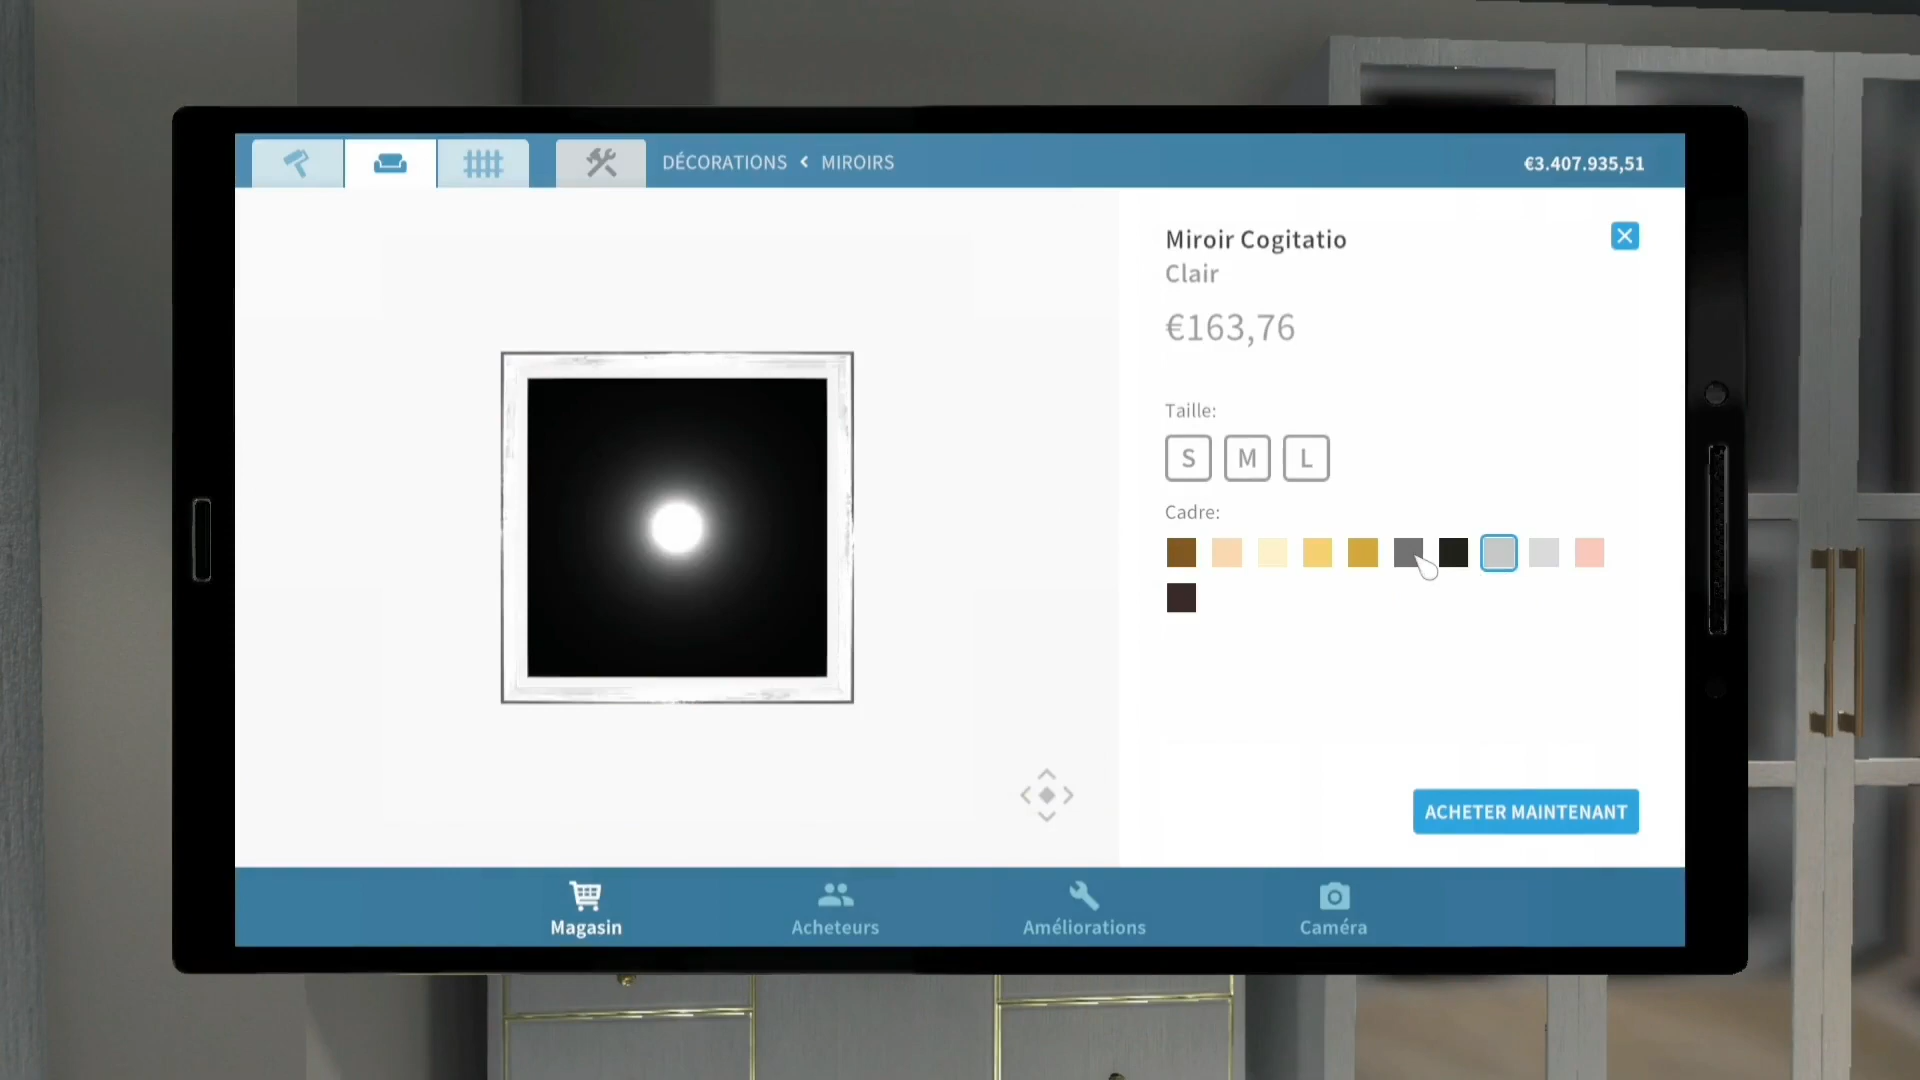 DÉCORATIONS < MIROIRS
€3.407.935,51
Miroir Cogitatio
Clair
€163,76
Taille:
S M L
Cadre:
ACHETER MAINTENANT
Magasin
Acheteurs
Améliorations
Caméra